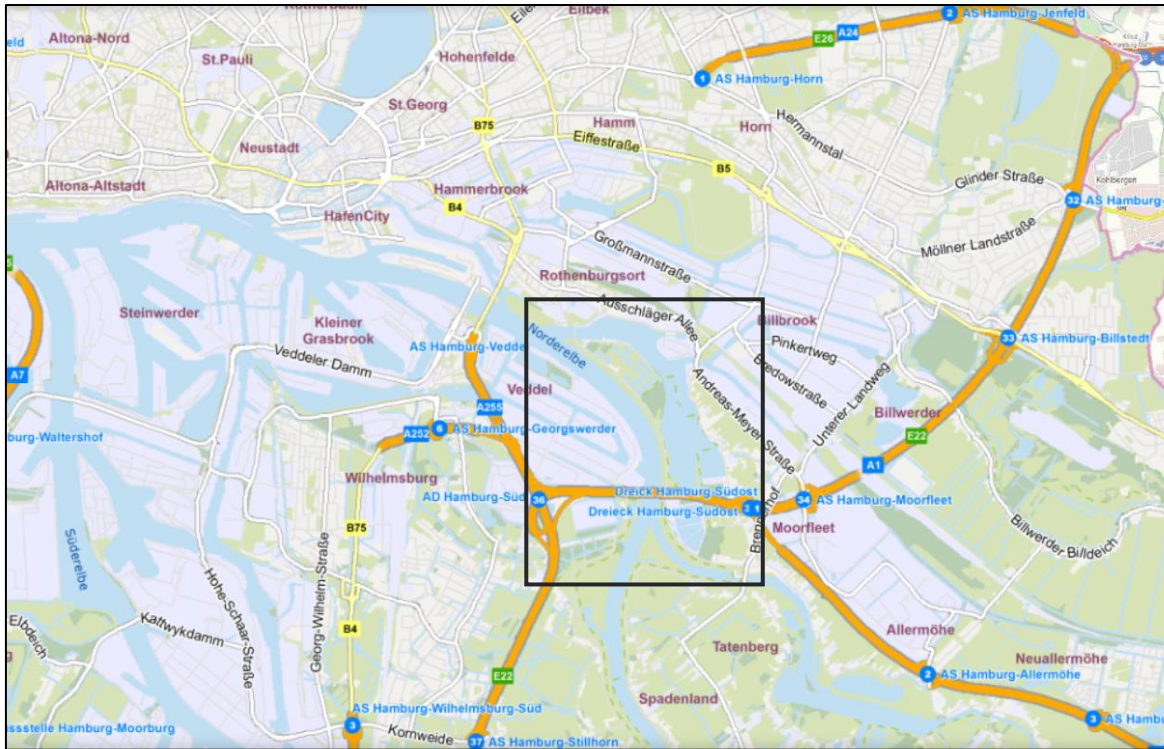 Rotherbaum
Eilbek
2
AS Hamburg-Jenfeld
Altona-Nord
St.Pauli
Hohenfelde
E26
A24
1
AS Hamburg-Horn
St.Georg
Hamm
Horn
Hermannstal
B75
Eiffestraße
Neustadt
B5
Kohlbergen
Altona-Altstadt
Hammerbrook
Glinder Straße
32
AS Hamburg-
HafenCity
B4
Möllner Landstraße
Großmannstraße
Rothenburgsort
Steinwerder
Kleiner
Grasbrook
Ausschläger Allee
Billbrook
Norderelbe
Pinkertweg
33
AS Hamburg-Billstedt
AS Hamburg-Vedde
Veddeler Damm
Bredowstraße
A7
Veddel
Andreas-Meyer-Straße
Unterer Landweg
A255
Billwerder
burg-Waltershof
A252
6
AS Hamburg-Georgswerder
E22
Wilhelmsburg
A1
AD Hamburg-Süd
36
Dreick Hamburg-Südost
34
AS Hamburg-Moorfleet
Dreieck Hamburg-Südost
1
Moorfleet
B75
Süderelbe
Billwerder Billdeich
Hohe-Schaar-Straße
Georg-Wilhelm-Straße
Elbdeich
Kattwykdamm
B4
Allermöhe
Tatenberg
Neuallermöhe
E22
2
AS Hamburg-Allermöhe
Spadenland
AS Hamburg-Wilhelmsburg-Süd
3
ssstelle Hamburg-Moorburg
Kornweide
37
AS Hamburg-Stillhorn
3
AS Hamb